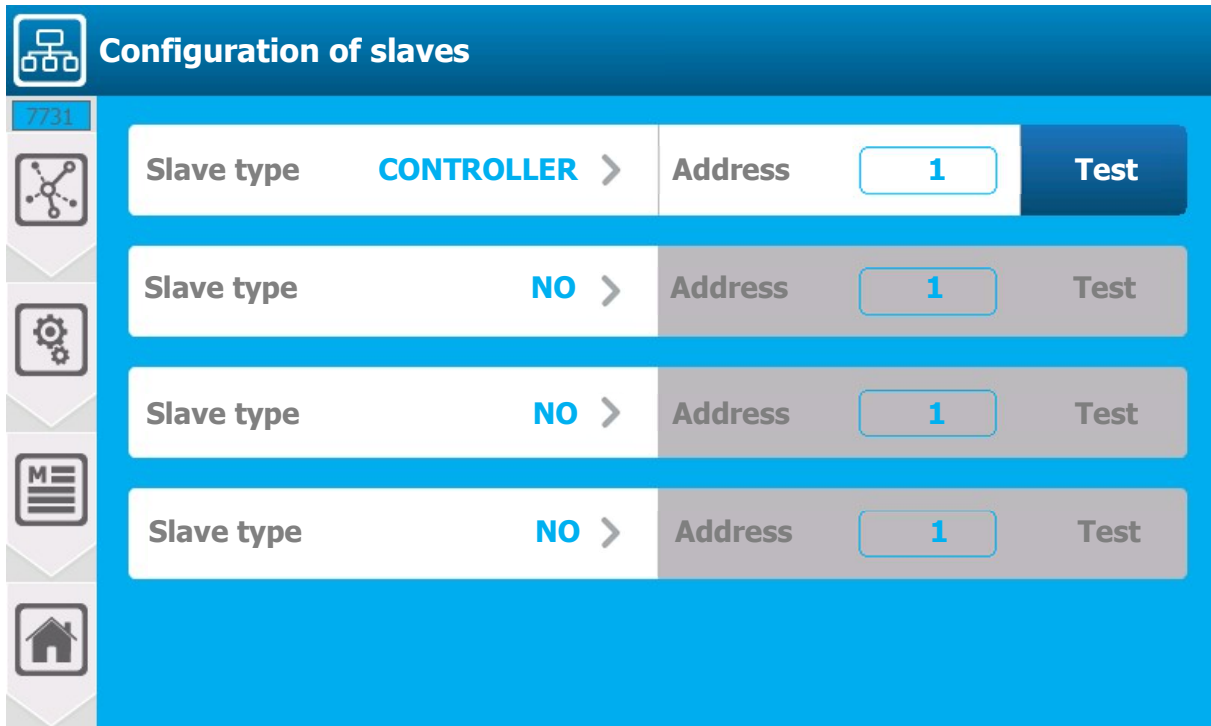 Configuration of slaves
7731
Slave type CONTROLLER Address 1 Test
Slave type NO Address 1 Test
Slave type NO Address 1 Test
M
Slave type NO Address 1 Test